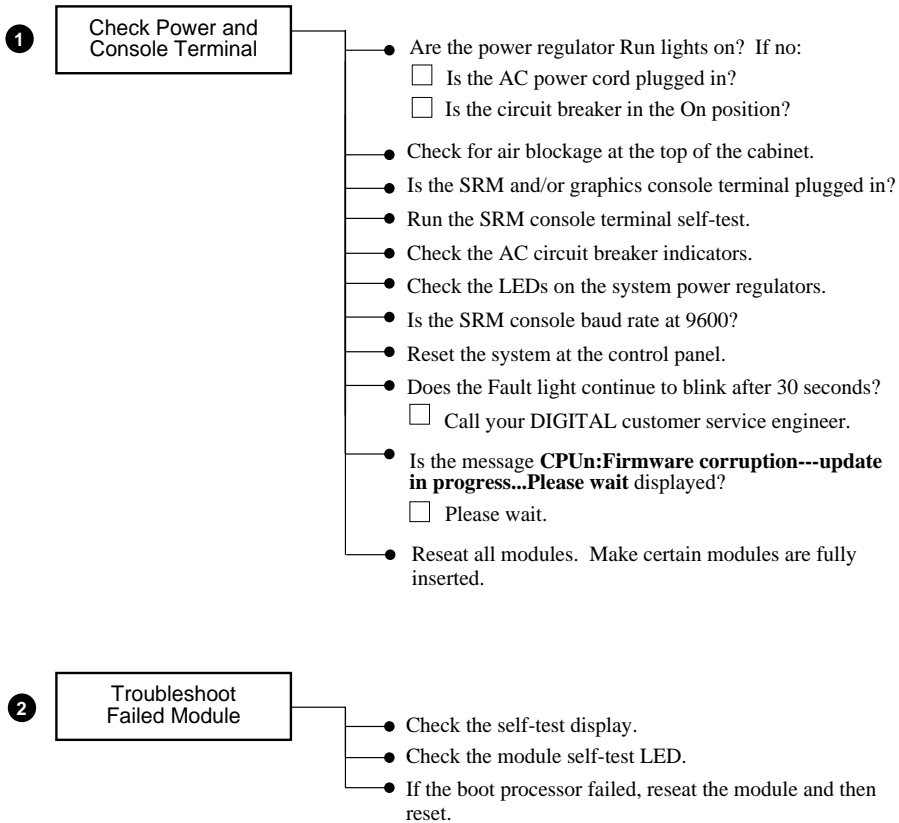 1
Check Power and
Console Terminal
Are the power regulator Run lights on? If no:
Is the AC power cord plugged in?
Is the circuit breaker in the On position?
Check for air blockage at the top of the cabinet.
Is the SRM and/or graphics console terminal plugged in?
Run the SRM console terminal self-test.
Check the AC circuit breaker indicators.
Check the LEDs on the system power regulators.
Is the SRM console baud rate at 9600?
Reset the system at the control panel.
Does the Fault light continue to blink after 30 seconds?
Call your DIGITAL customer service engineer.
Is the message CPUn:Firmware corruption---update
in progress...Please wait displayed?
Please wait.
Reseat all modules. Make certain modules are fully
inserted.
2
Troubleshoot
Failed Module
Check the self-test display.
Check the module self-test LED.
If the boot processor failed, reseat the module and then
reset.